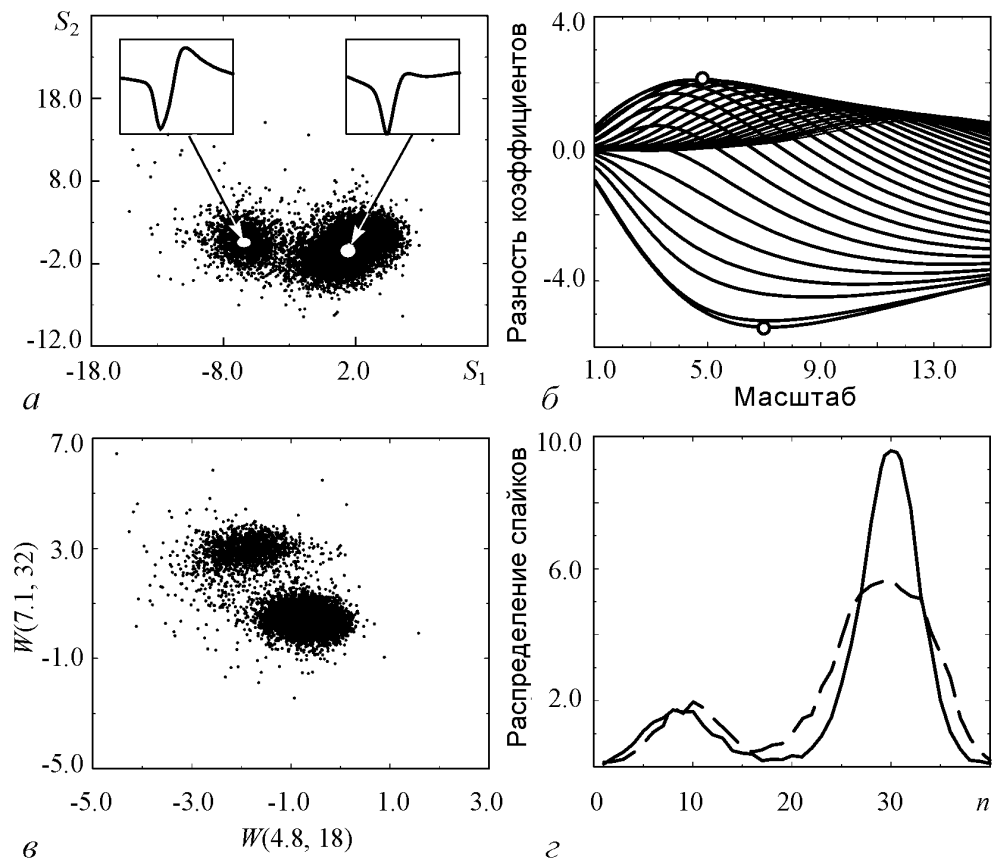 S₂
18.0
8.0
-2.0
-12.0
-18.0 -8.0 2.0 S₁
а
Разность коэффициентов
4.0
0.0
-4.0
1.0 5.0 9.0 13.0
Масштаб
б
W(7.1, 32)
7.0
3.0
-1.0
-5.0
-5.0 -3.0 -1.0 1.0 3.0
W(4.8, 18)
в
Распределение спайков
10.0
6.0
2.0
0 10 20 30 n
г